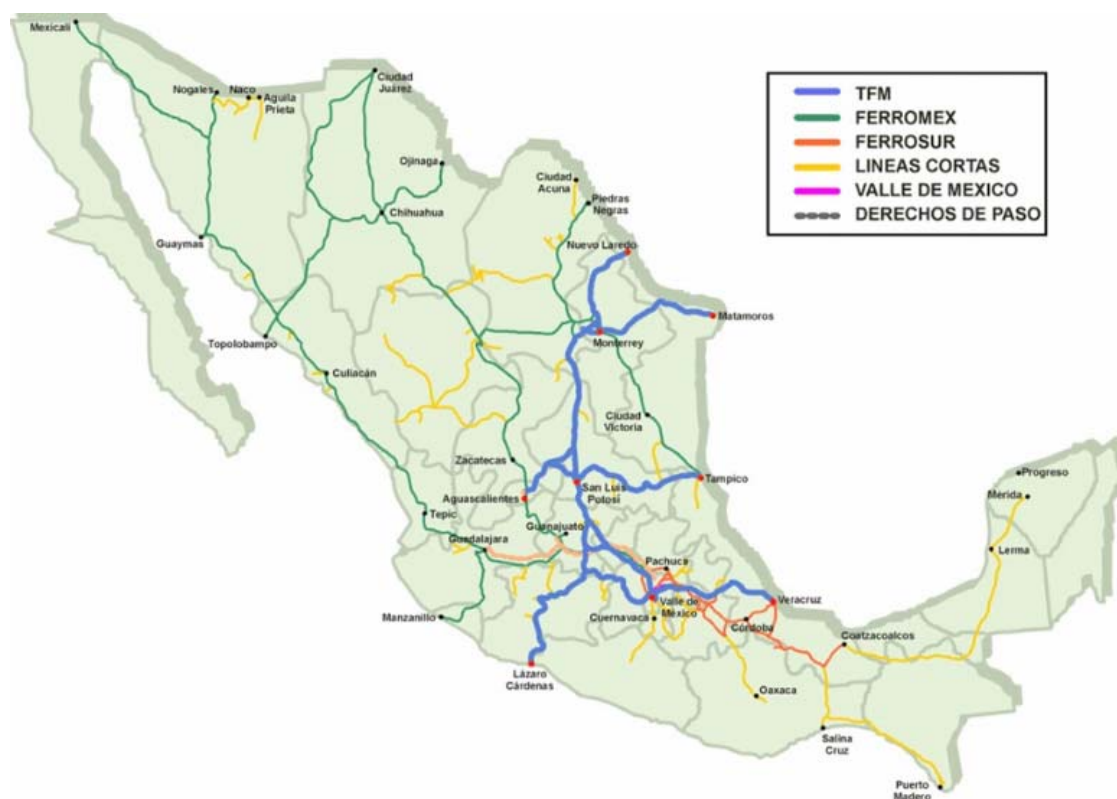 Mexicali
Nogales
Naco
Aguila
Prieta
Ciudad
Juárez
Ojinaga
Chihuahua
Ciudad
Acuna
Piedras
Negras
Guaymas
Nuevo Laredo
Matamoros
Monterrey
Topolobampo
Culiacán
Ciudad
Victoria
Zacatecas
Aguascalientes
San Luis
Potosí
Tampico
Tepic
Guadalajara
Guanajuato
Pachuca
Manzanillo
Valle de
México
Cuernavaca
Veracruz
Córdoba
Coatzacoalcos
Lázaro
Cárdenas
Oaxaca
Salina
Cruz
Puerto
Madero
Progreso
Mérida
Lerma
TFM
FERROMEX
FERROSUR
LINEAS CORTAS
VALLE DE MEXICO
DERECHOS DE PASO